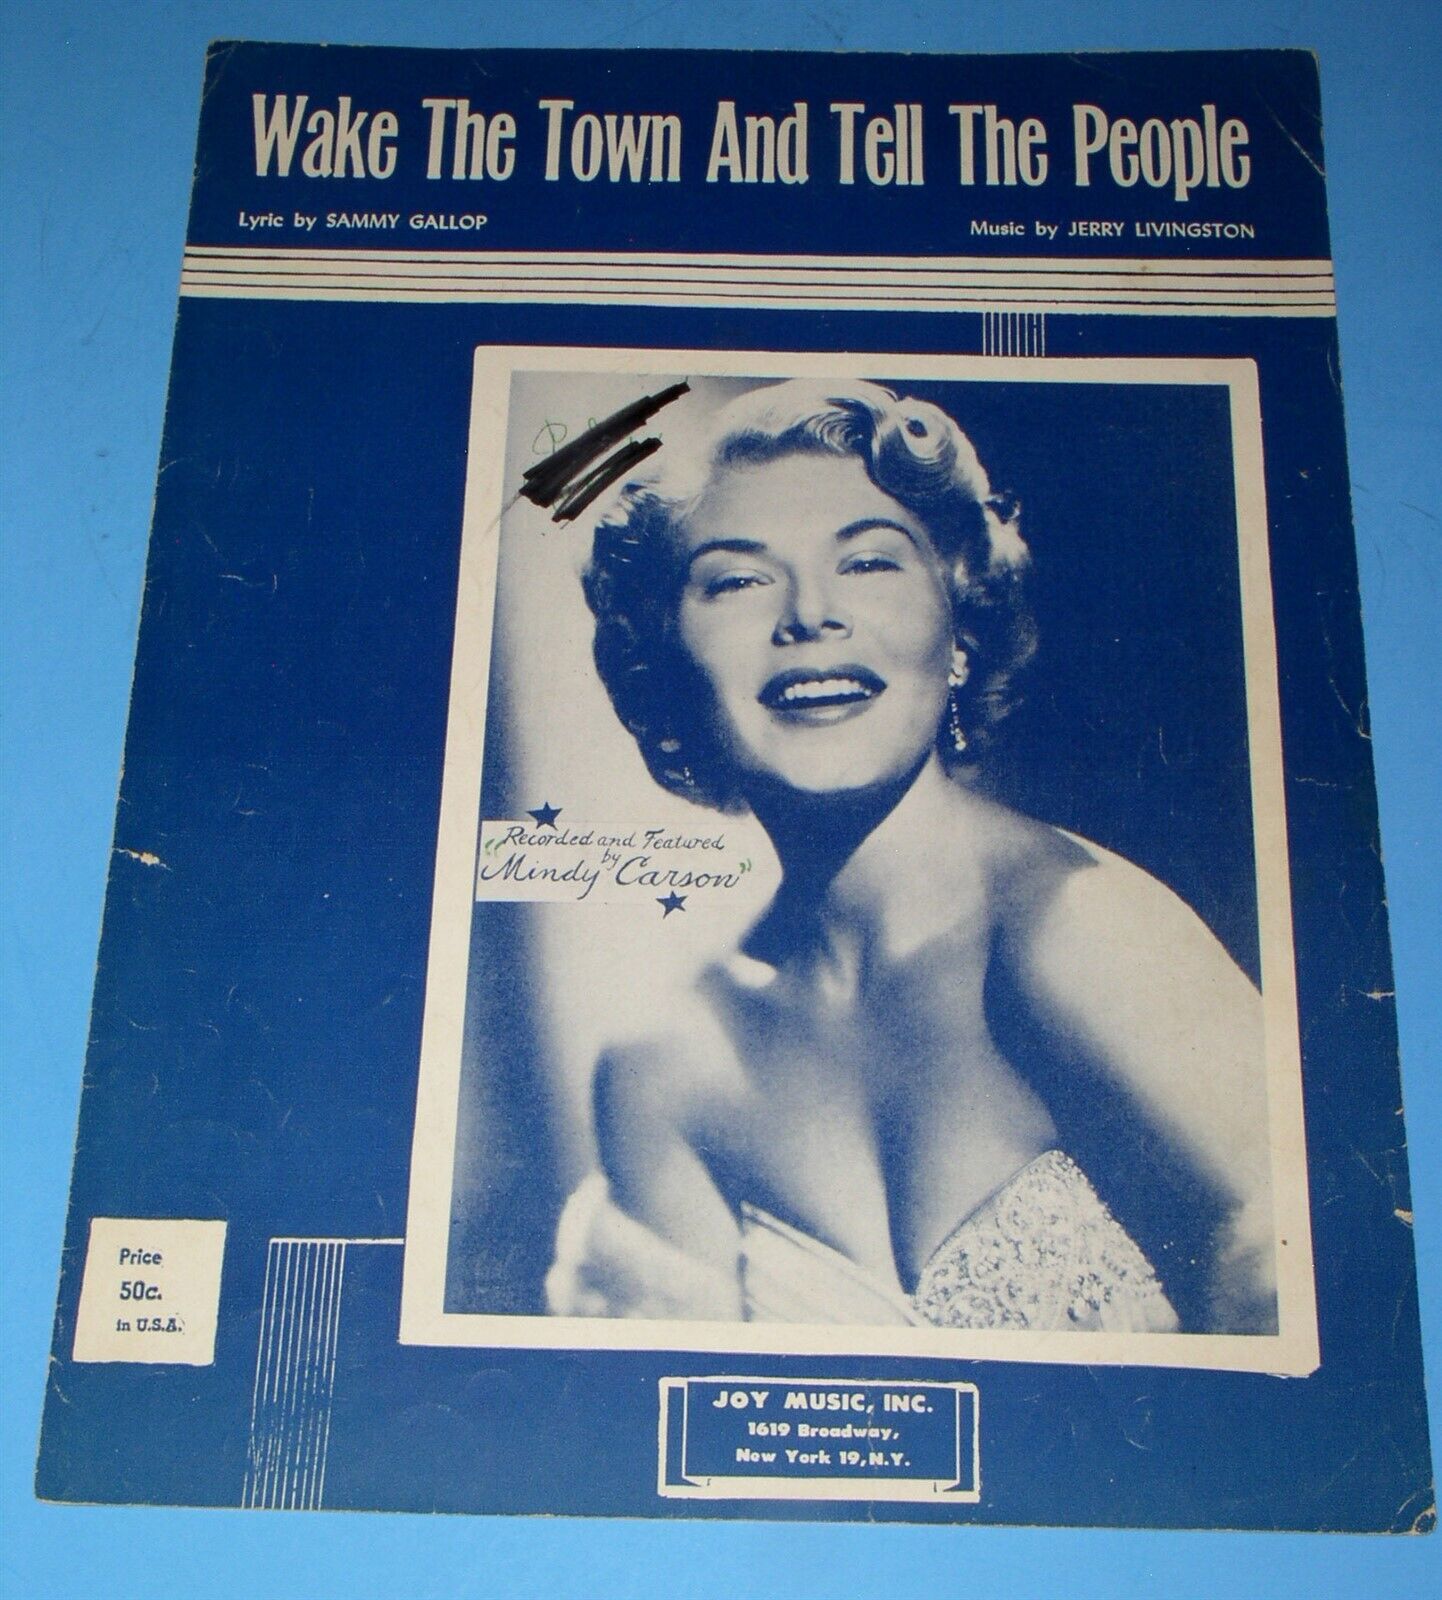 Wake The Town And Tell The People
Lyric by SAMMY GALLOP
Music by JERRY LIVINGSTON
Recorded and Featured
by
"Mindy Carson"
Price
50c.
in U.S.A.
JOY MUSIC, INC.
1619 Broadway,
New York 19, N.Y.